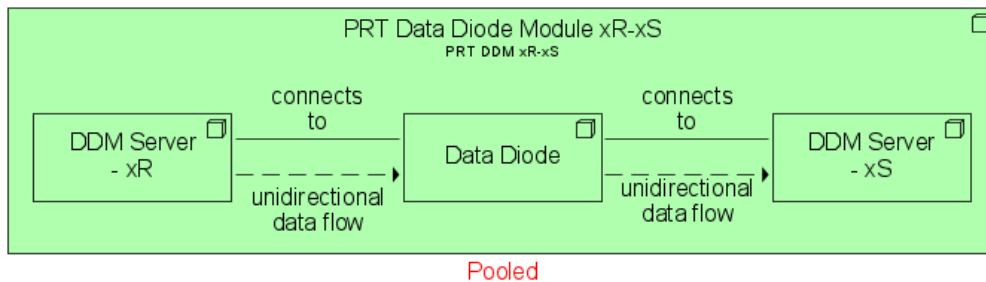 PRT Data Diode Module xR-xS
PRT DDM xR-xS
connects
to
connects
to
DDM Server
- xR
Data Diode
DDM Server
- xS
unidirectional
data flow
unidirectional
data flow
Pooled